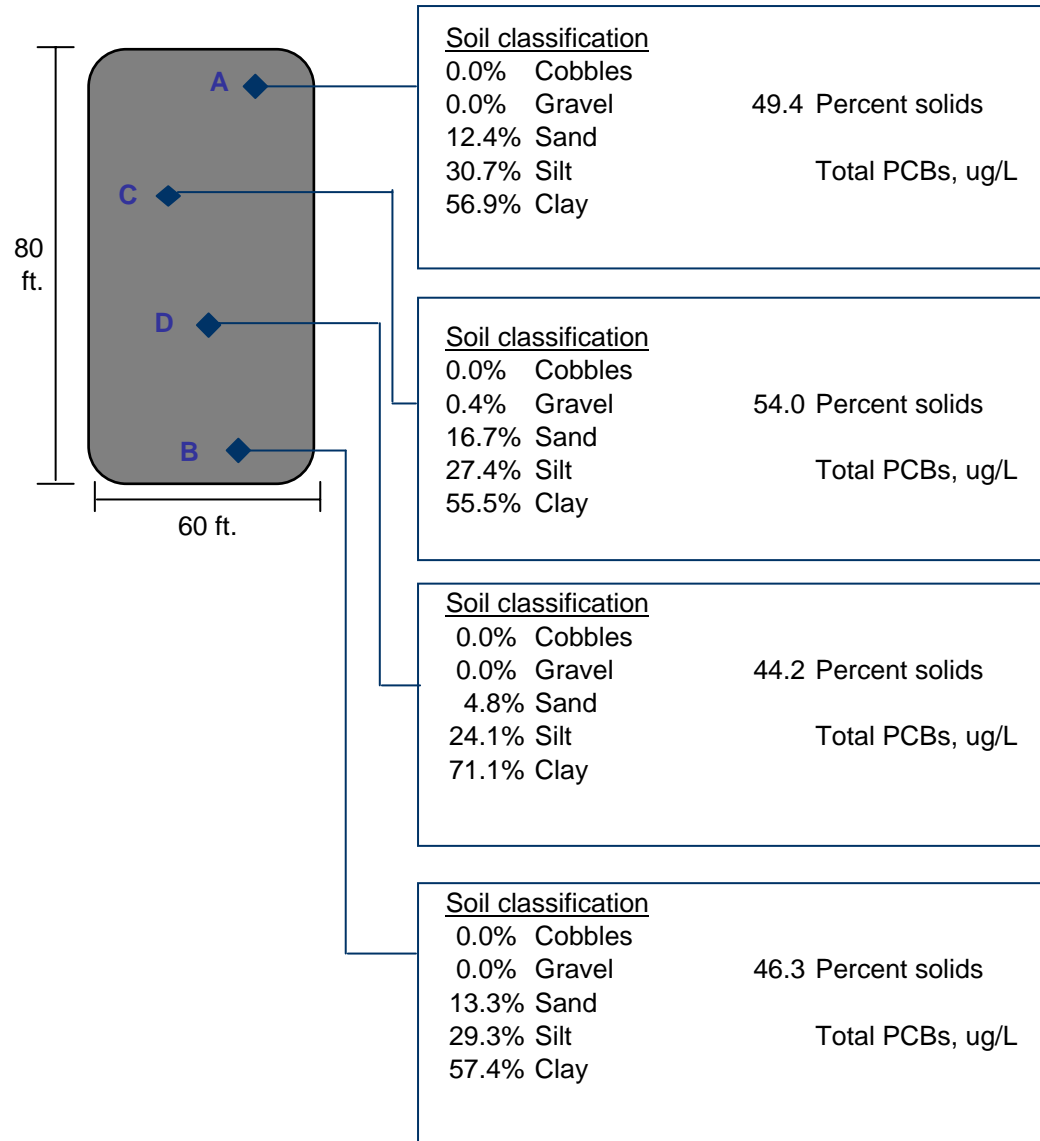 80
ft.
60 ft.
A
C
D
B
Soil classification
0.0% Cobbles
0.0% Gravel 49.4 Percent solids
12.4% Sand
30.7% Silt Total PCBs, ug/L
56.9% Clay
Soil classification
0.0% Cobbles
0.4% Gravel 54.0 Percent solids
16.7% Sand
27.4% Silt Total PCBs, ug/L
55.5% Clay
Soil classification
0.0% Cobbles
0.0% Gravel 44.2 Percent solids
4.8% Sand
24.1% Silt Total PCBs, ug/L
71.1% Clay
Soil classification
0.0% Cobbles
0.0% Gravel 46.3 Percent solids
13.3% Sand
29.3% Silt Total PCBs, ug/L
57.4% Clay